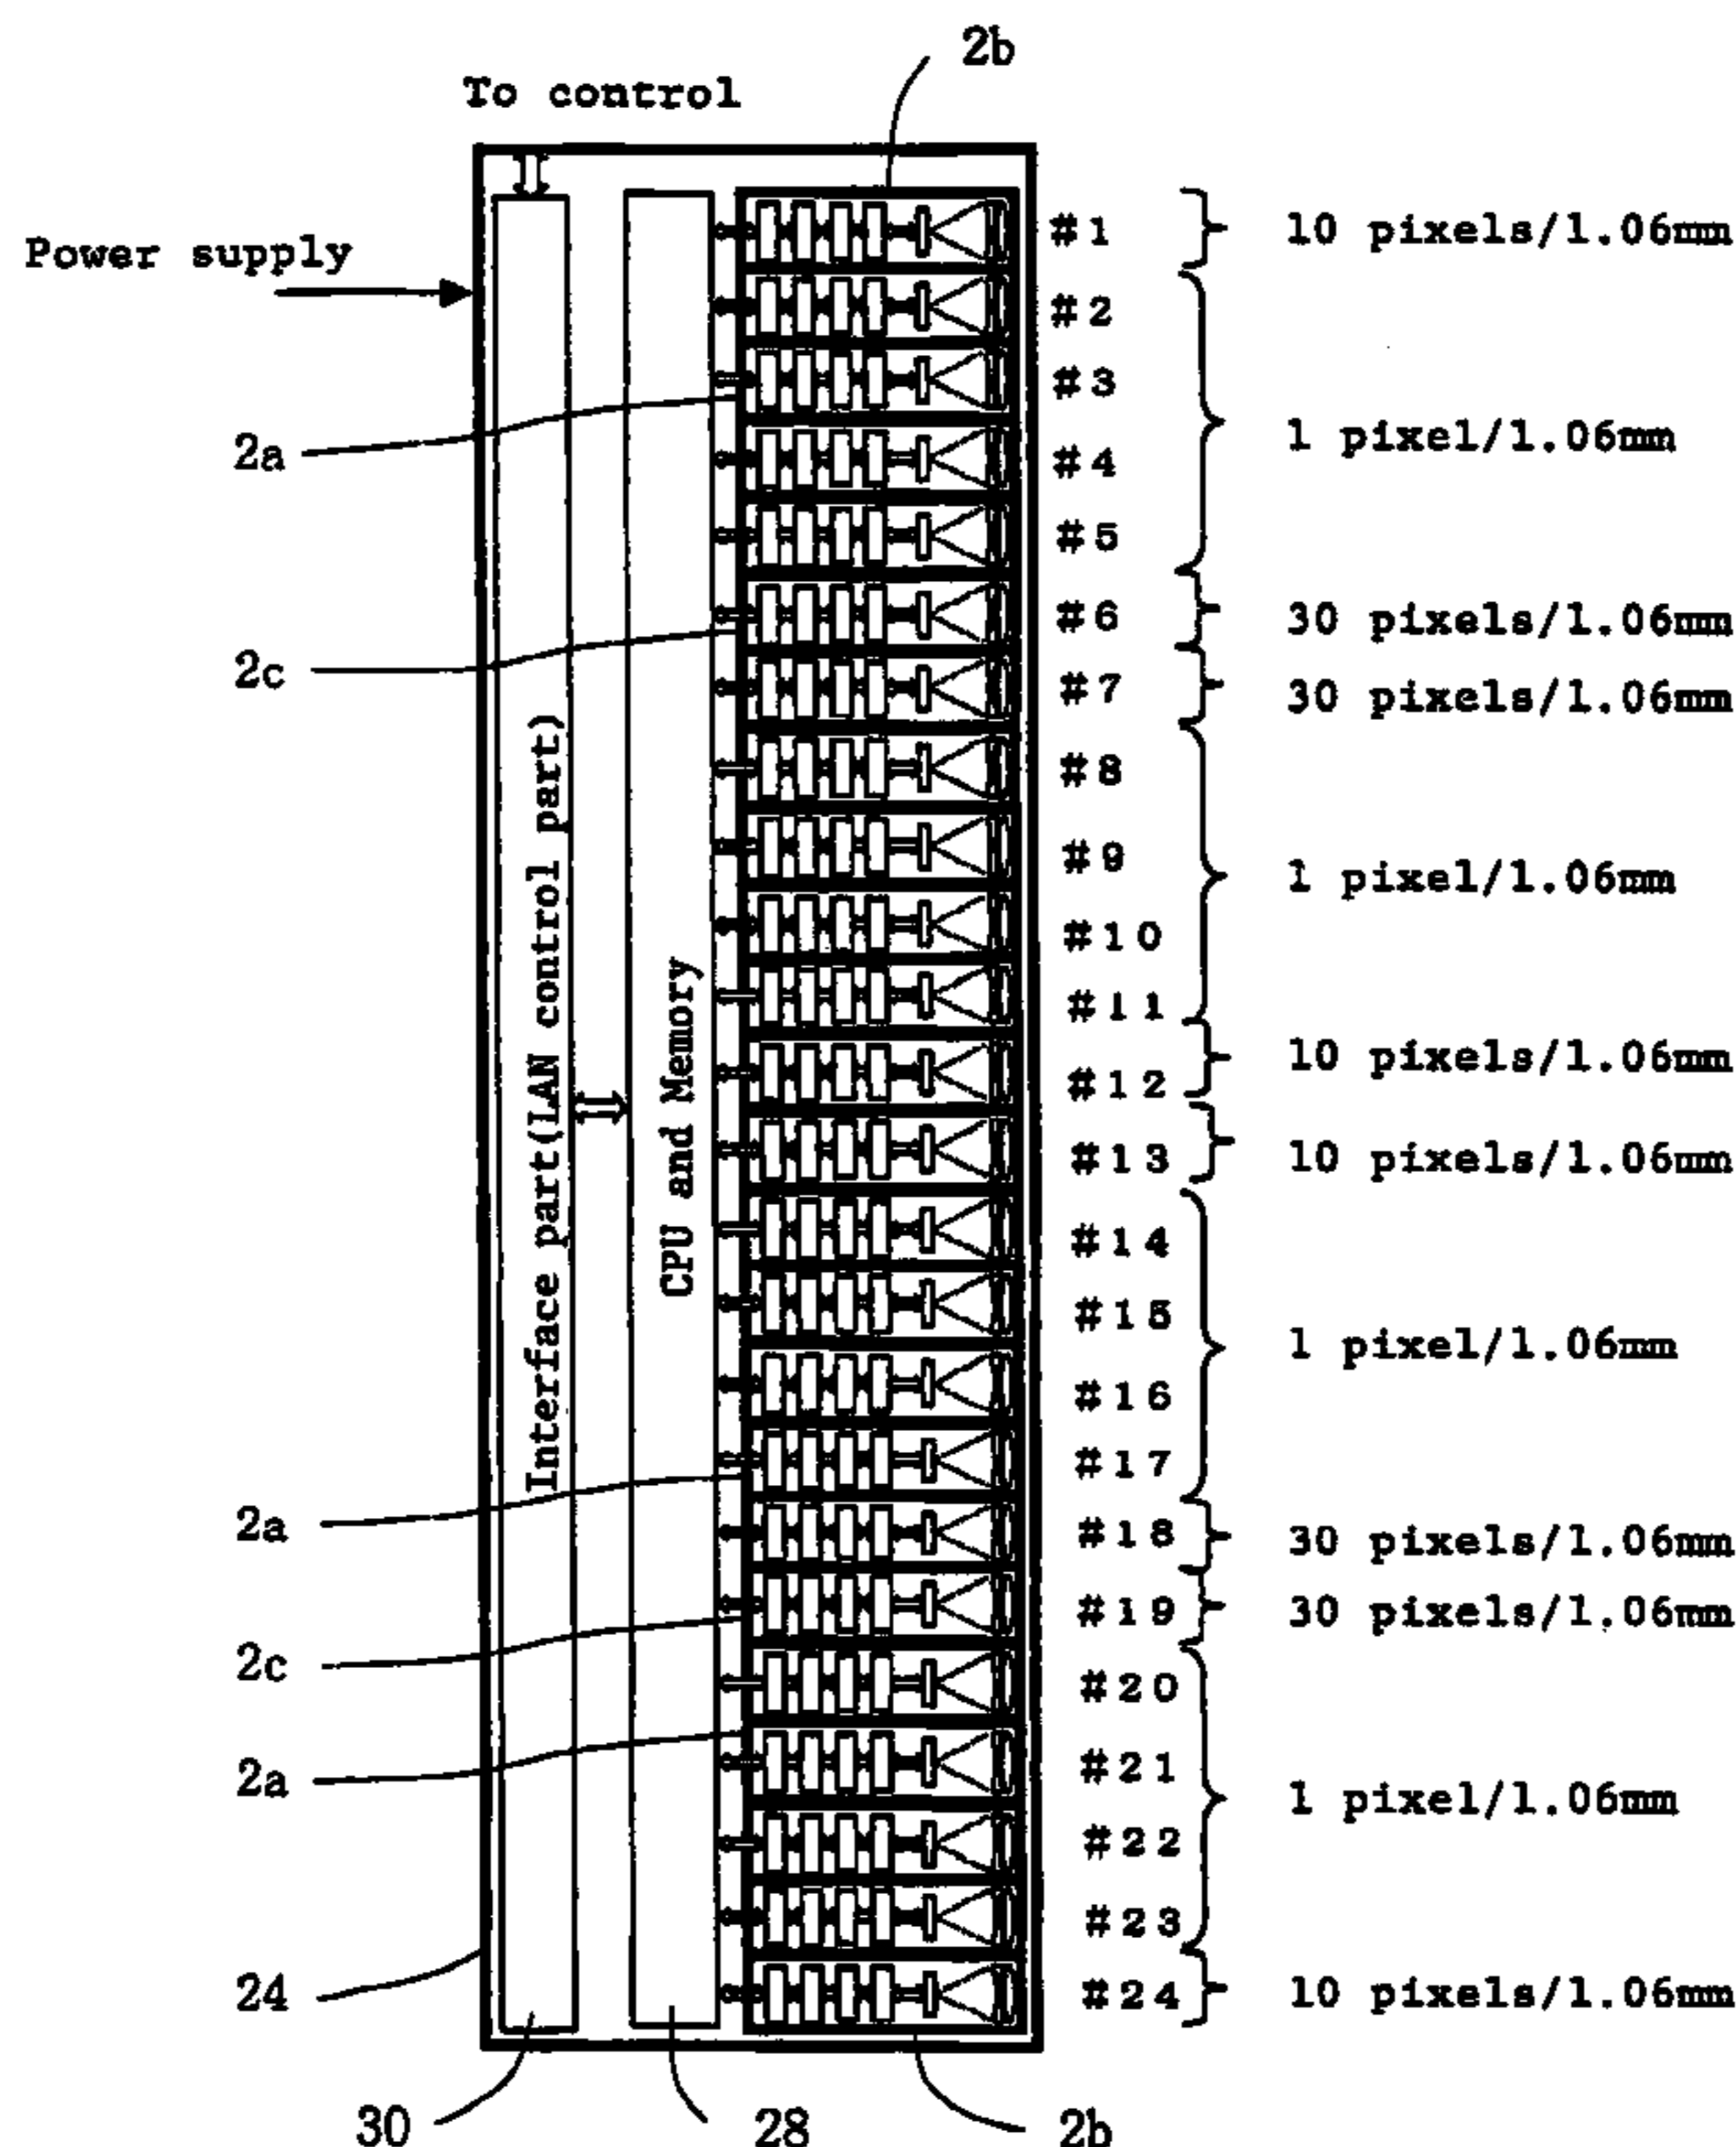 2b
To control
#1 10 pixels/1.06mm
Power supply
#2
#3
2a
1 pixel/1.06mm
#4
#5
#6 30 pixels/1.06mm
2c
#7 30 pixels/1.06mm
#8
#9
1 pixel/1.06mm
#10
#11
#12 10 pixels/1.06mm
Interface part(LAN control part)
CPU and Memory
#13 10 pixels/1.06mm
#14
#15
1 pixel/1.06mm
#16
#17
2a
#18 30 pixels/1.06mm
#19 30 pixels/1.06mm
2c
#20
2a
#21
1 pixel/1.06mm
#22
#23
24
#24 10 pixels/1.06mm
30
28
2b